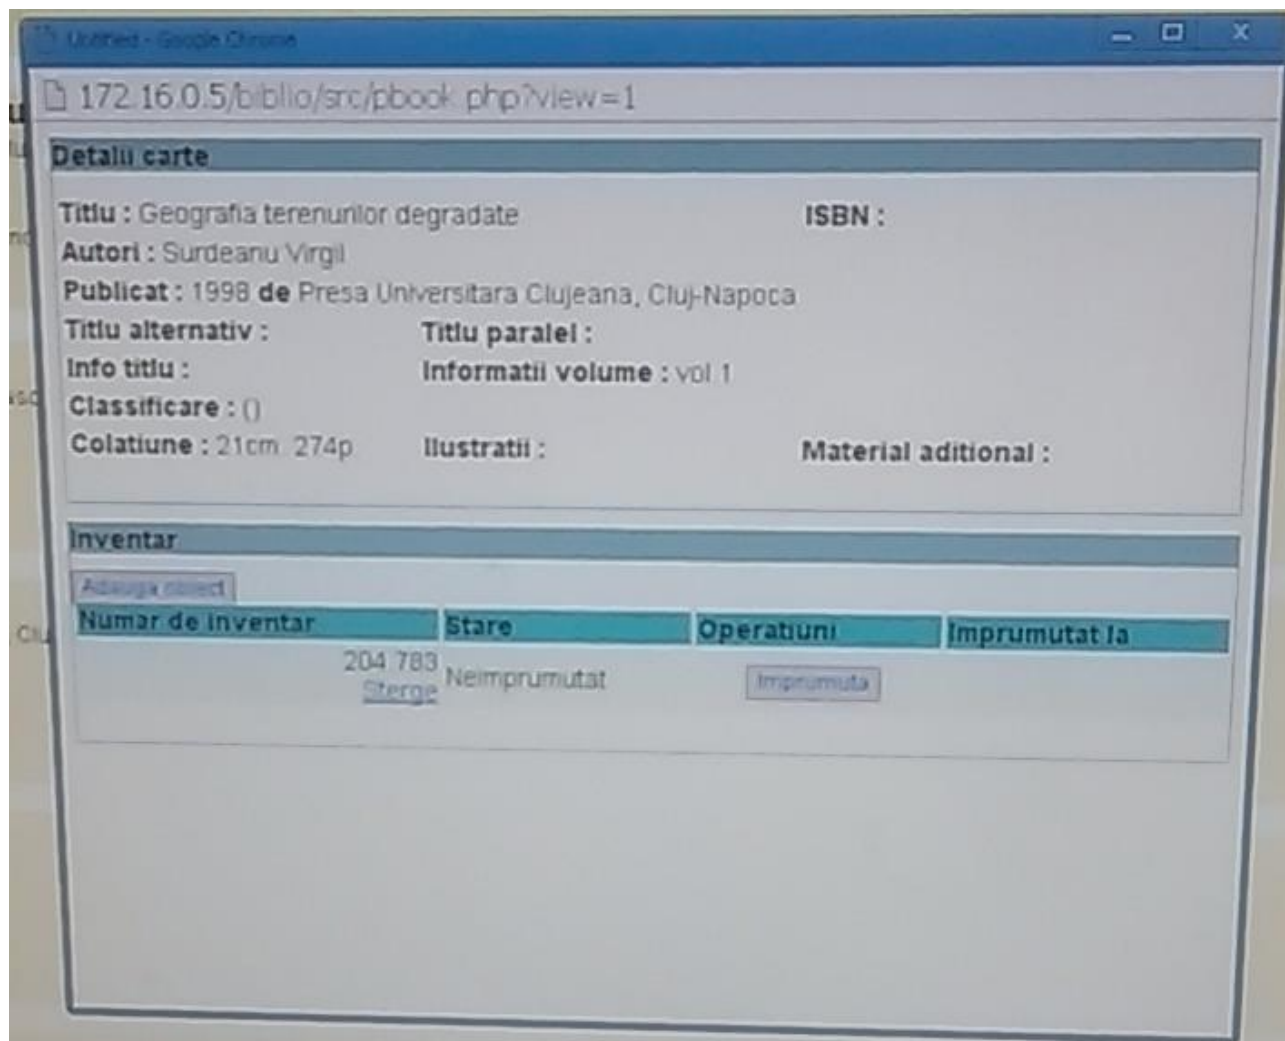 Untitled - Google Chrome
172.16.0.5/biblio/src/pbook.php?view=1
Detalii carte
Titlu : Geografia terenurilor degradate ISBN :
Autori : Surdeanu Virgil
Publicat : 1998 de Presa Universitara Clujeana, Cluj-Napoca
Titlu alternativ : Titlu paralel :
Info titlu : Informatii volume : vol 1
Classificare : ()
Colatiune : 21cm. 274p Ilustratii : Material aditional :
Inventar
Adauga obiect
Numar de inventar Stare Operatiuni Imprumutat la
204.783 Neimprumutat Imprumuta
Sterge